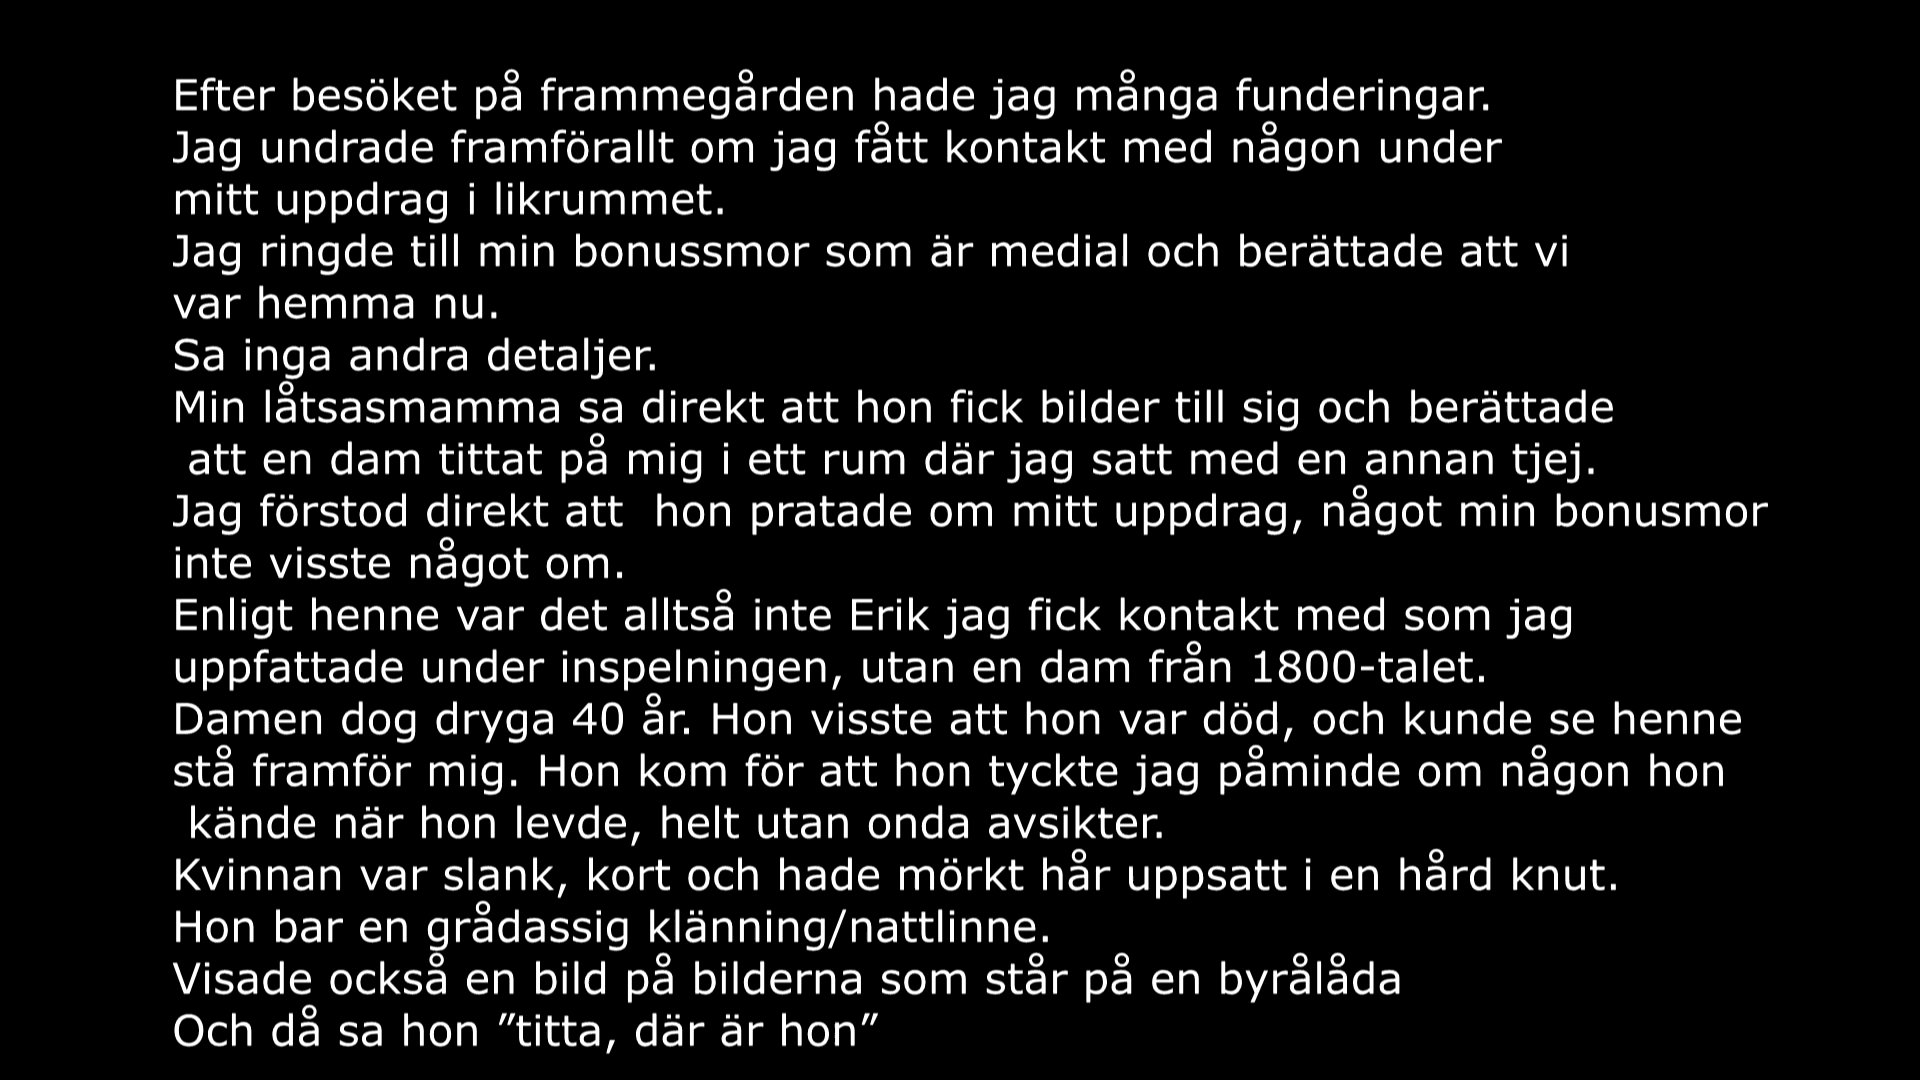 Efter besöket på frammegården hade jag många funderingar.
Jag undrade framförallt om jag fått kontakt med någon under
mitt uppdrag i likrummet.
Jag ringde till min bonussmor som är medial och berättade att vi
var hemma nu.
Sa inga andra detaljer.
Min låtsasmamma sa direkt att hon fick bilder till sig och berättade
att en dam tittat på mig i ett rum där jag satt med en annan tjej.
Jag förstod direkt att  hon pratade om mitt uppdrag, något min bonusmor
inte visste något om.
Enligt henne var det alltså inte Erik jag fick kontakt med som jag
uppfattade under inspelningen, utan en dam från 1800-talet.
Damen dog dryga 40 år. Hon visste att hon var död, och kunde se henne
stå framför mig. Hon kom för att hon tyckte jag påminde om någon hon
kände när hon levde, helt utan onda avsikter.
Kvinnan var slank, kort och hade mörkt hår uppsatt i en hård knut.
Hon bar en grådassig klänning/nattlinne.
Visade också en bild på bilderna som står på en byrålåda
Och då sa hon ”titta, där är hon”